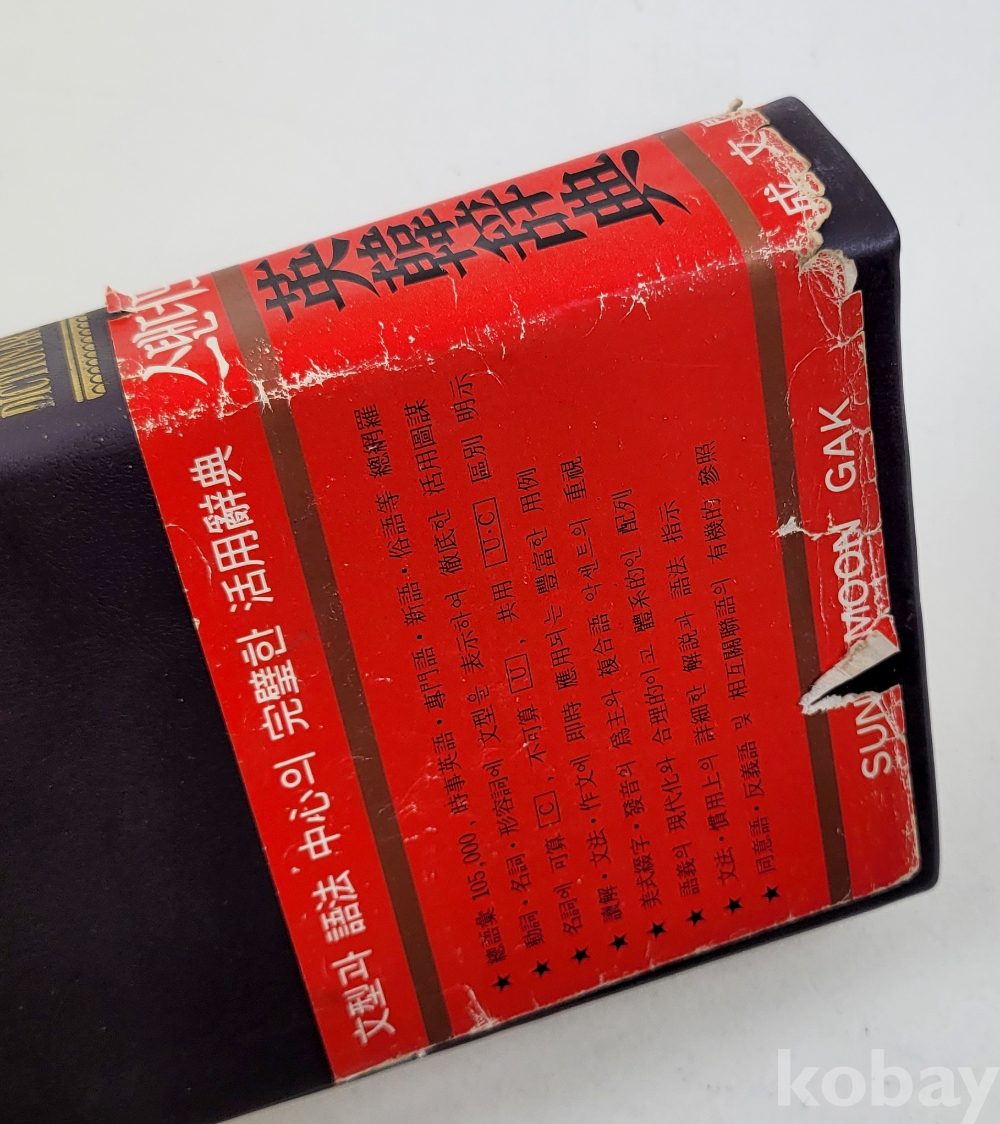 DICTIONAR
英韓辭典
成文
文型과 語法 中心의 完璧한 活用辭典
★ 總語彙 105,000, 時事英語·專門語·新語·俗語等 總網羅
★ 動詞·名詞·形容詞에 文型을 表示하여 徹底한 活用圖謀
★ 名詞에 可算 [C], 不可算 [U], 共用 [U·C] 區別 明示
★ 讀解·文法·作文에 即時 應用되는 豐富한 用例
★ 美式綴字·發音의 爲主와 複合語 악센트의 重視
★ 語義의 現代化와 合理的이고 體系的인 配列
★ 文法·慣用上의 詳細한 解說과 語法 指示
★ 同意語·反義語 및 相互關聯語의 有機的 參照
SUN MOON GAK
kobay